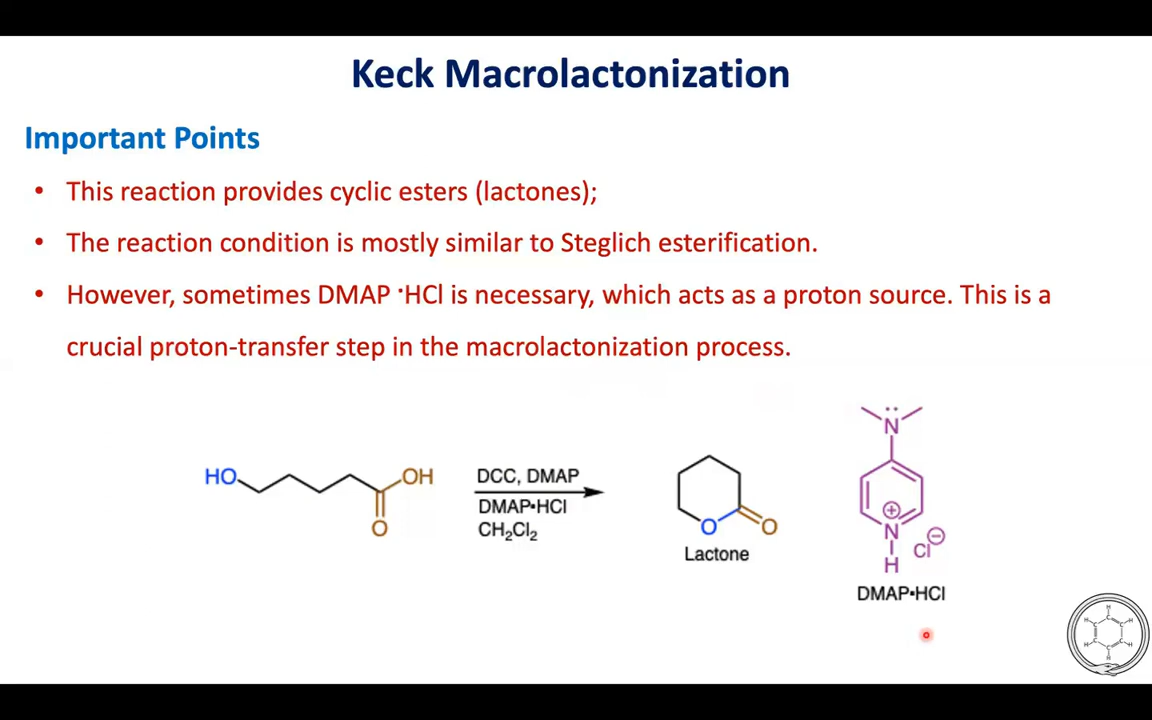 Keck Macrolactonization
Important Points
• This reaction provides cyclic esters (lactones);
• The reaction condition is mostly similar to Steglich esterification.
• However, sometimes DMAP ·HCl is necessary, which acts as a proton source. This is a
crucial proton-transfer step in the macrolactonization process.
HO
OH
O
DCC, DMAP
DMAP•HCl
CH₂Cl₂
O
O
Lactone
N
⊕
N
H
Cl⊖
DMAP•HCl
H
H
H
H
H
H